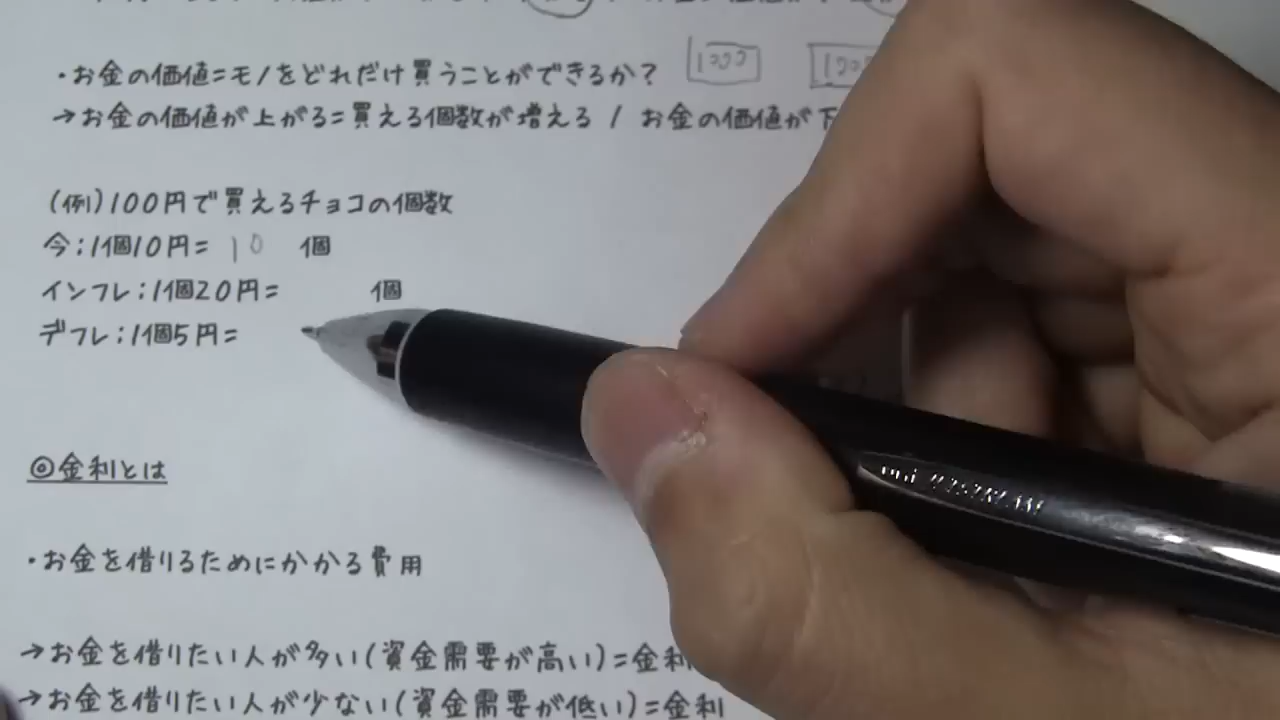 ・お金の価値=モノをどれだけ買うことができるか? 1000 1000
→お金の価値が上がる=買える個数が増える / お金の価値が下
(例)100円で買えるチョコの個数
今:1個10円= 10 個
インフレ:1個20円= 個
デフレ:1個5円=
◎金利とは
・お金を借りるためにかかる費用
→お金を借りたい人が多い(資金需要が高い)=金利
→お金を借りたい人が少ない(資金需要が低い)=金利